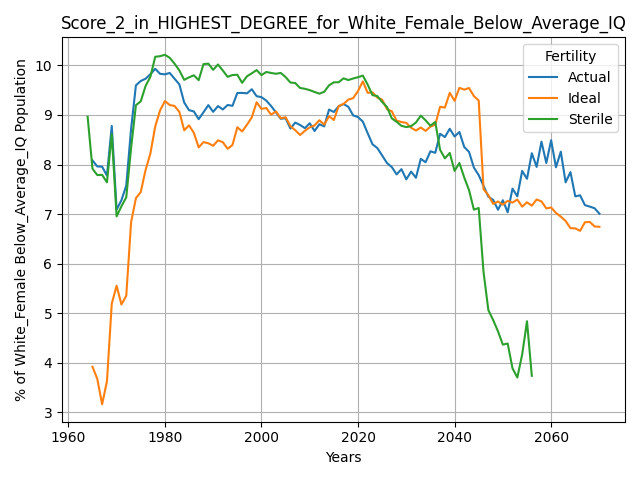 Score_2_in_HIGHEST_DEGREE_for_White_Female_Below_Average_IQ
% of White_Female Below_Average_IQ Population
10
9
8
7
6
5
4
3
Fertility
Actual
Ideal
Sterile
1960 1980 2000 2020 2040 2060
Years